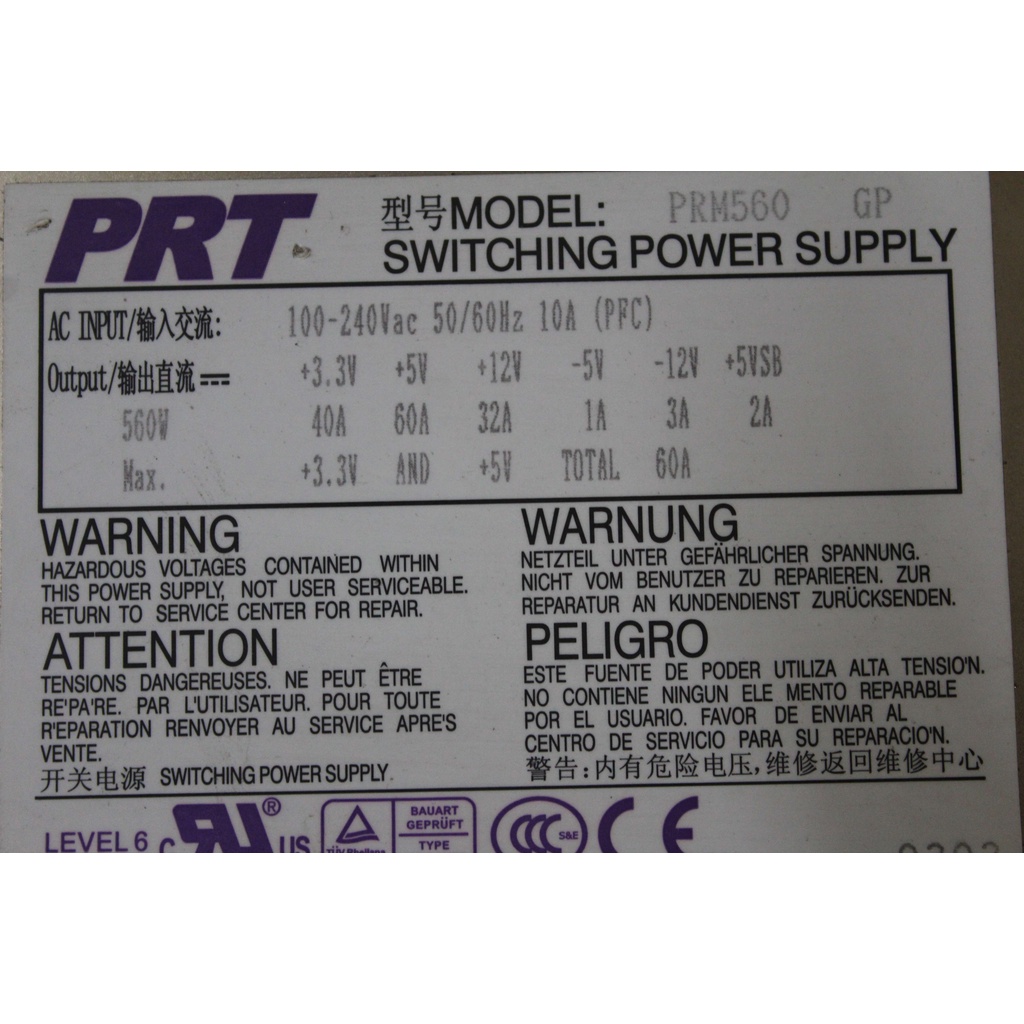 PRT
型号MODEL: PRM560 GP
SWITCHING POWER SUPPLY
AC INPUT/输入交流: 100-240Vac 50/60Hz 10A (PFC)
Output/输出直流 +3.3V +5V +12V -5V -12V +5VSB
560W 40A 60A 32A 1A 3A 2A
Max. +3.3V AND +5V TOTAL 60A
WARNING
HAZARDOUS VOLTAGES CONTAINED WITHIN
THIS POWER SUPPLY, NOT USER SERVICEABLE.
RETURN TO SERVICE CENTER FOR REPAIR.
ATTENTION
TENSIONS DANGEREUSES. NE PEUT ÊTRE
RE'PA'RE. PAR L'UTILISATEUR. POUR TOUTE
R'EPARATION RENVOYER AU SERVICE APRE'S
VENTE.
开关电源 SWITCHING POWER SUPPLY
WARNUNG
NETZTEIL UNTER GEFÄHRLICHER SPANNUNG.
NICHT VOM BENUTZER ZU REPARIEREN. ZUR
REPARATUR AN KUNDENDIENST ZURÜCKSENDEN.
PELIGRO
ESTE FUENTE DE PODER UTILIZA ALTA TENSIO'N.
NO CONTIENE NINGUN ELE MENTO REPARABLE
POR EL USUARIO. FAVOR DE ENVIAR AL
CENTRO DE SERVICIO PARA SU REPARACIO'N.
警告:内有危险电压,维修返回维修中心
LEVEL 6 c RU ® US
BAUART
GEPRÜFT
TYPE
TÜV Rheinland
CCC S&E
CE